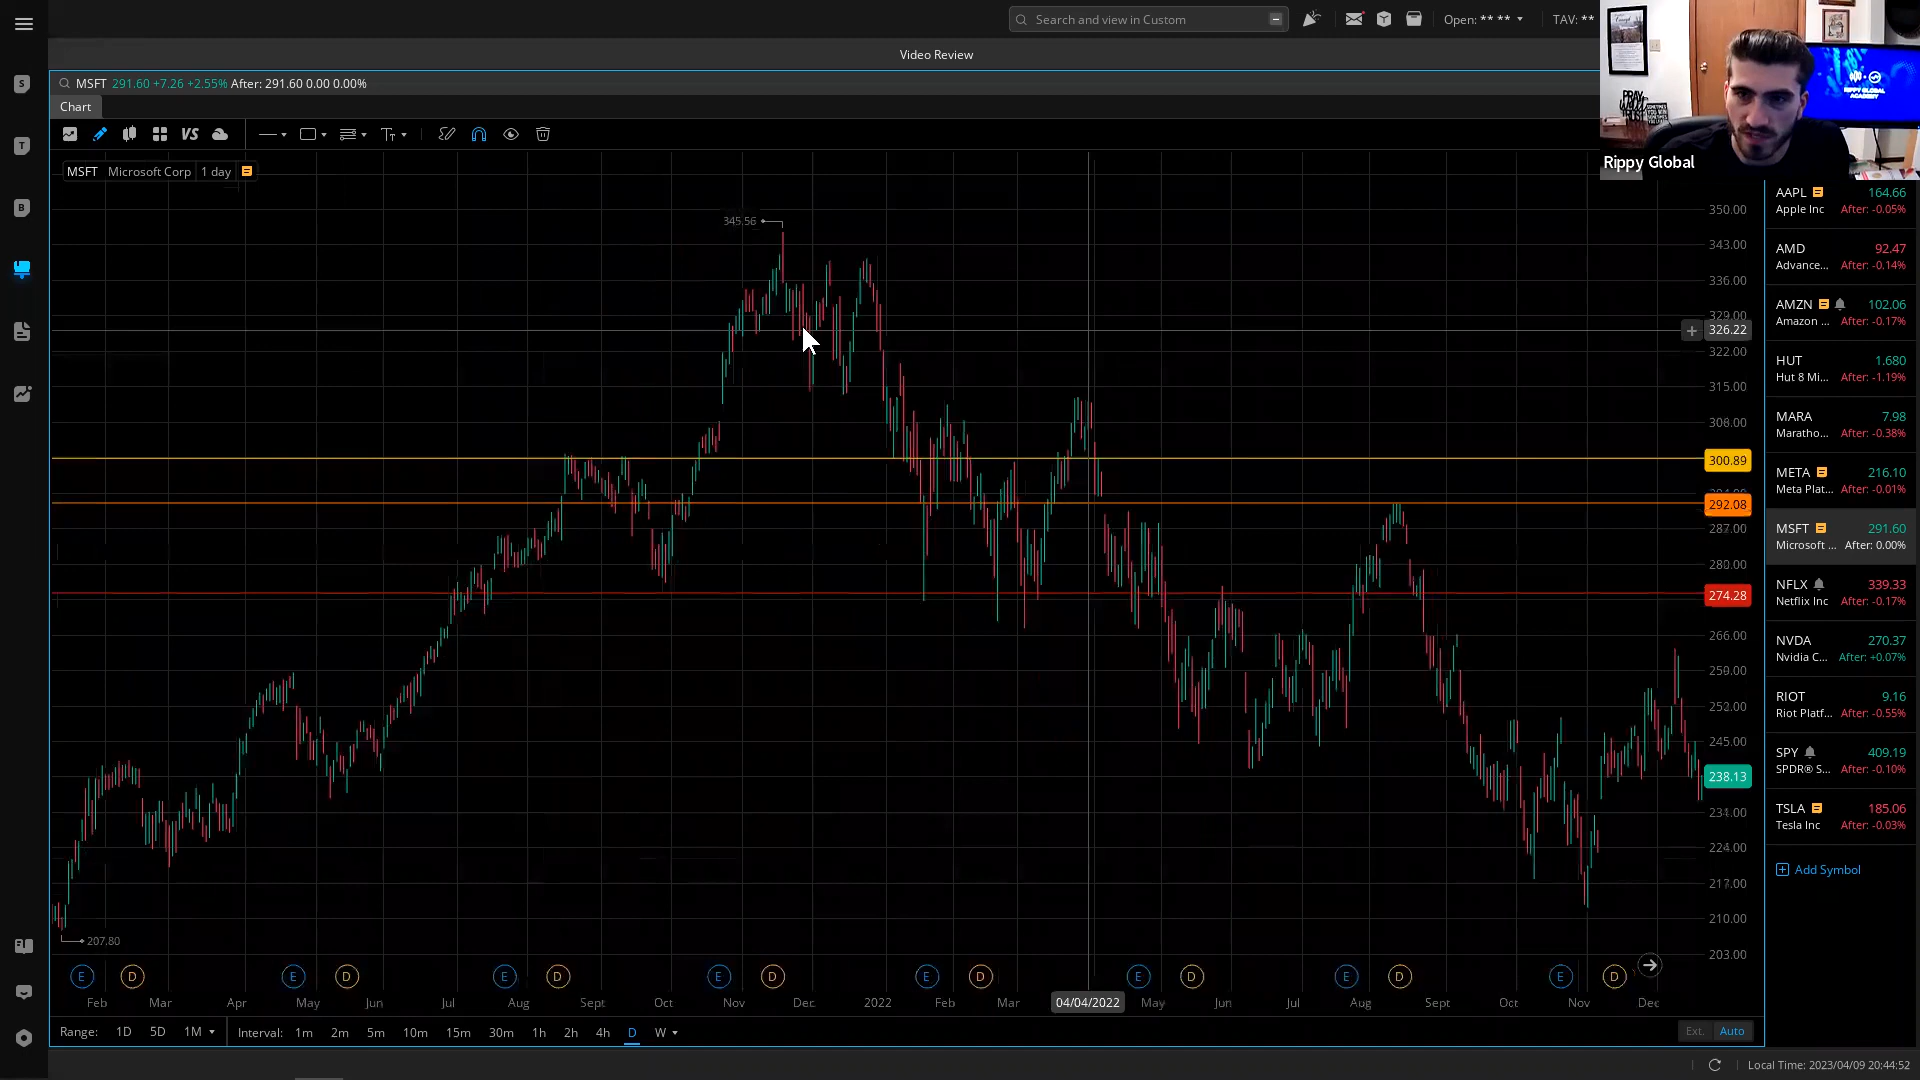 Search and view in Custom
Open: ** **
TAV: **
Video Review
MSFT 291.60 +7.26 +2.55% After: 291.60 0.00 0.00%
Chart
VS
MSFT Microsoft Corp 1 day
345.56
207.80
350.00
343.00
336.00
329.00
326.22
322.00
315.00
308.00
300.89
292.08
287.00
280.00
274.28
266.00
259.00
252.00
245.00
238.13
234.00
224.00
217.00
210.00
203.00
E D E D E D E D E D E D E D E D
Feb Mar Apr May Jun Jul Aug Sept Oct Nov Dec 2022 Feb Mar 04/04/2022 May Jun Jul Aug Sept Oct Nov Dec
Range: 1D 5D 1M Interval: 1m 2m 5m 10m 15m 30m 1h 2h 4h D W
Ext. Auto
Local Time: 2023/04/09 20:44:52
S
T
B
RIPPY GLOBAL
ACADEMY
Rippy Global
AAPL 164.66
Apple Inc After: -0.05%
AMD 92.47
Advance... After: -0.14%
AMZN 102.06
Amazon ... After: -0.17%
HUT 1.680
Hut 8 Mi... After: -1.19%
MARA 7.98
Maratho... After: -0.38%
META 216.10
Meta Plat... After: -0.01%
MSFT 291.60
Microsoft ... After: 0.00%
NFLX 339.33
Netflix Inc After: -0.17%
NVDA 270.37
Nvidia C... After: +0.07%
RIOT 9.16
Riot Platf... After: -0.55%
SPY 409.19
SPDR® S... After: -0.10%
TSLA 185.06
Tesla Inc After: -0.03%
Add Symbol